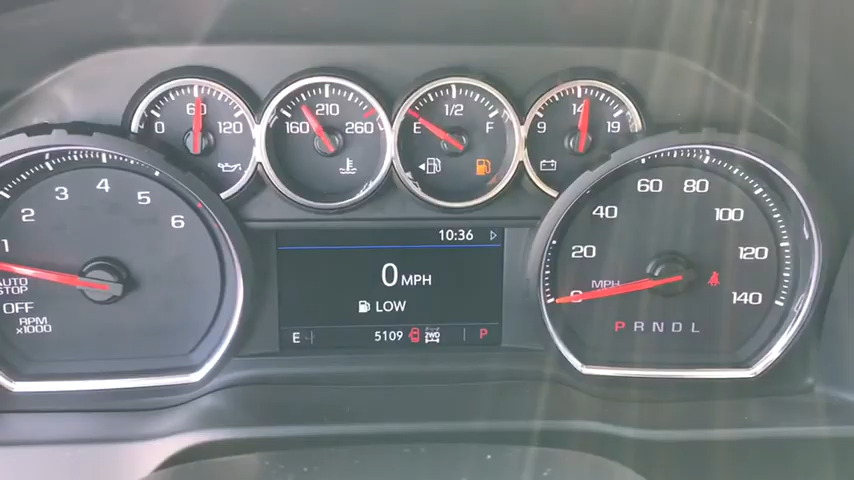 60
0 120
210
160 260
1/2
E F
14
9 19
4
3 5
2 6
1
AUTO
STOP
OFF
RPM
x1000
10:36
0 MPH
LOW
E 5109 2WD P
60 80
40 100
20 120
MPH
0 140
P R N D L